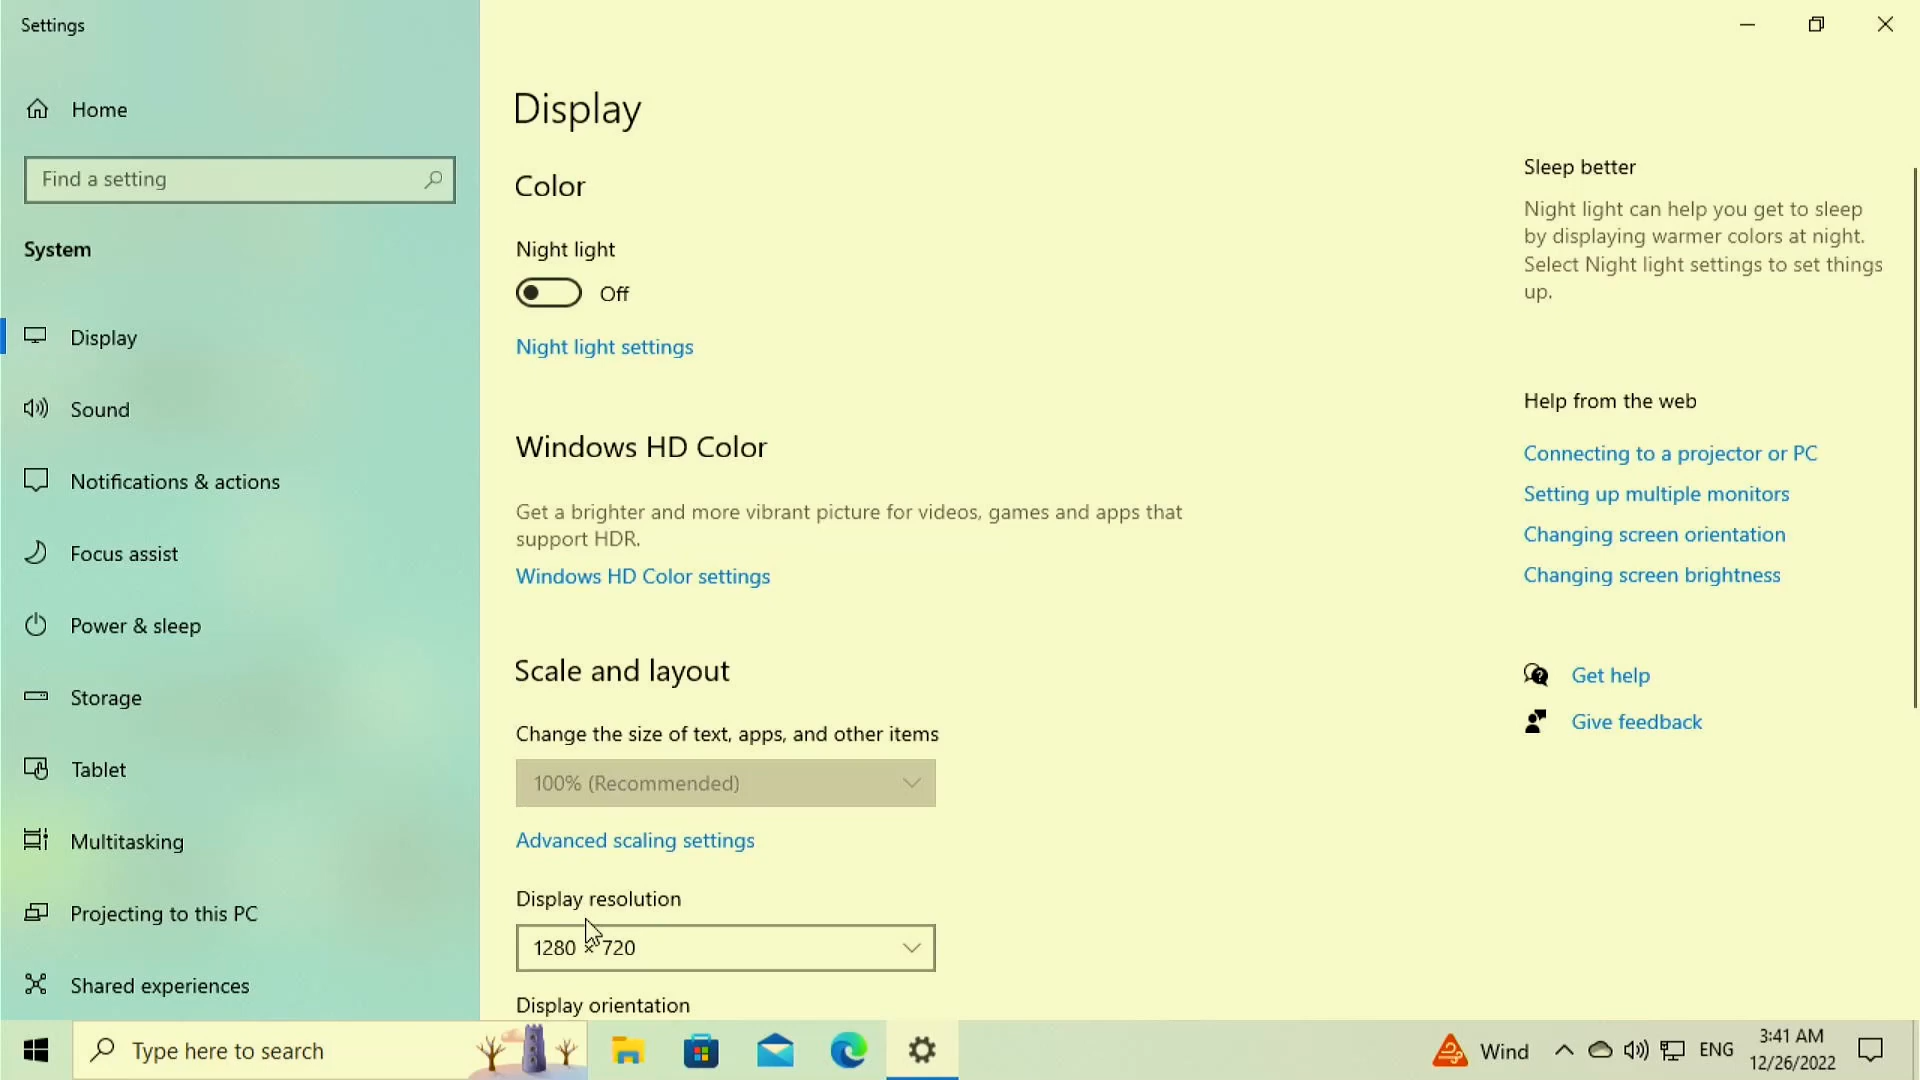 Settings
Home
Find a setting
System
Display
Sound
Notifications & actions
Focus assist
Power & sleep
Storage
Tablet
Multitasking
Projecting to this PC
Shared experiences
Display
Color
Night light
Off
Night light settings
Windows HD Color
Get a brighter and more vibrant picture for videos, games and apps that
support HDR.
Windows HD Color settings
Scale and layout
Change the size of text, apps, and other items
100% (Recommended)
Advanced scaling settings
Display resolution
1280 × 720
Display orientation
Sleep better
Night light can help you get to sleep
by displaying warmer colors at night.
Select Night light settings to set things
up.
Help from the web
Connecting to a projector or PC
Setting up multiple monitors
Changing screen orientation
Changing screen brightness
Get help
Give feedback
Type here to search
Wind
ENG
3:41 AM
12/26/2022